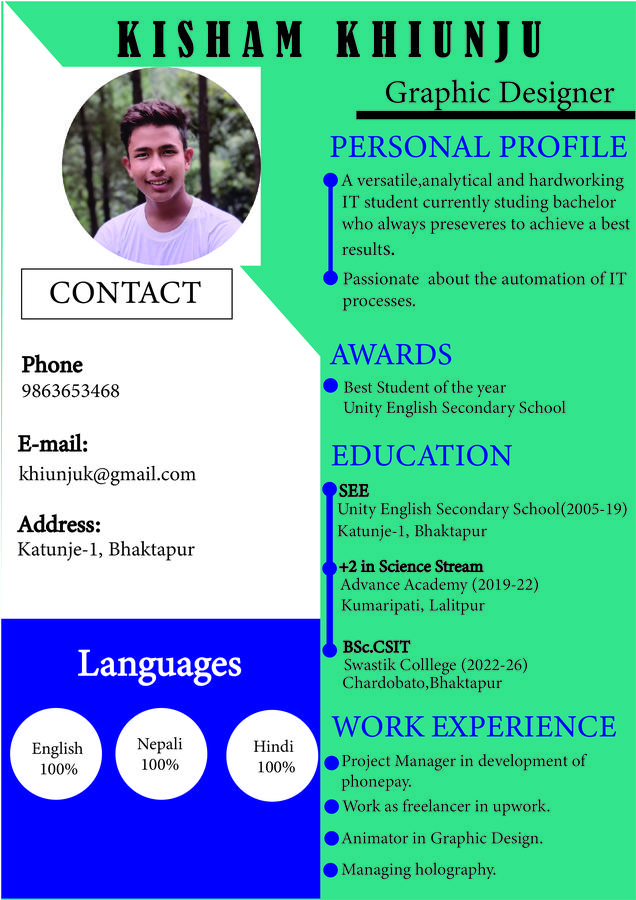 KISHAM KHIUNJU
Graphic Designer
CONTACT
Phone
9863653468
E-mail:
khiunjuk@gmail.com
Address:
Katunje-1, Bhaktapur
Languages
English
100%
Nepali
100%
Hindi
100%
PERSONAL PROFILE
A versatile,analytical and hardworking
IT student currently studing bachelor
who always preseveres to achieve a best
results.
Passionate about the automation of IT
processes.
AWARDS
Best Student of the year
Unity English Secondary School
EDUCATION
SEE
Unity English Secondary School(2005-19)
Katunje-1, Bhaktapur
+2 in Science Stream
Advance Academy (2019-22)
Kumaripati, Lalitpur
BSc.CSIT
Swastik Colllege (2022-26)
Chardobato,Bhaktapur
WORK EXPERIENCE
Project Manager in development of
phonepay.
Work as freelancer in upwork.
Animator in Graphic Design.
Managing holography.